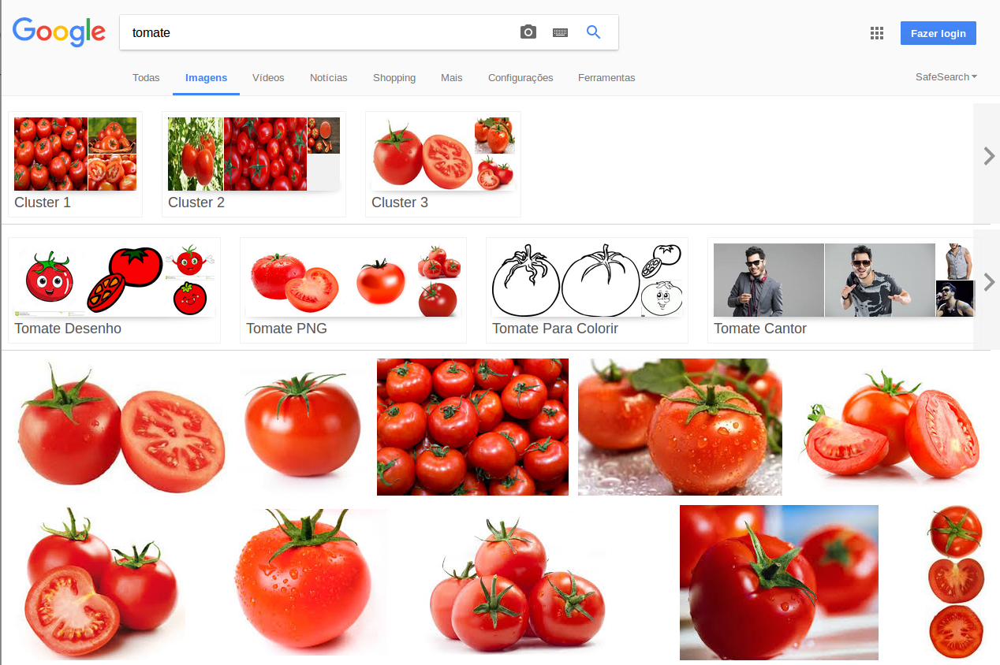 Google
tomate
Fazer login
Todas
Imagens
Vídeos
Notícias
Shopping
Mais
Configurações
Ferramentas
SafeSearch
Cluster 1
Cluster 2
Cluster 3
Tomate Desenho
Tomate PNG
Tomate Para Colorir
Tomate Cantor